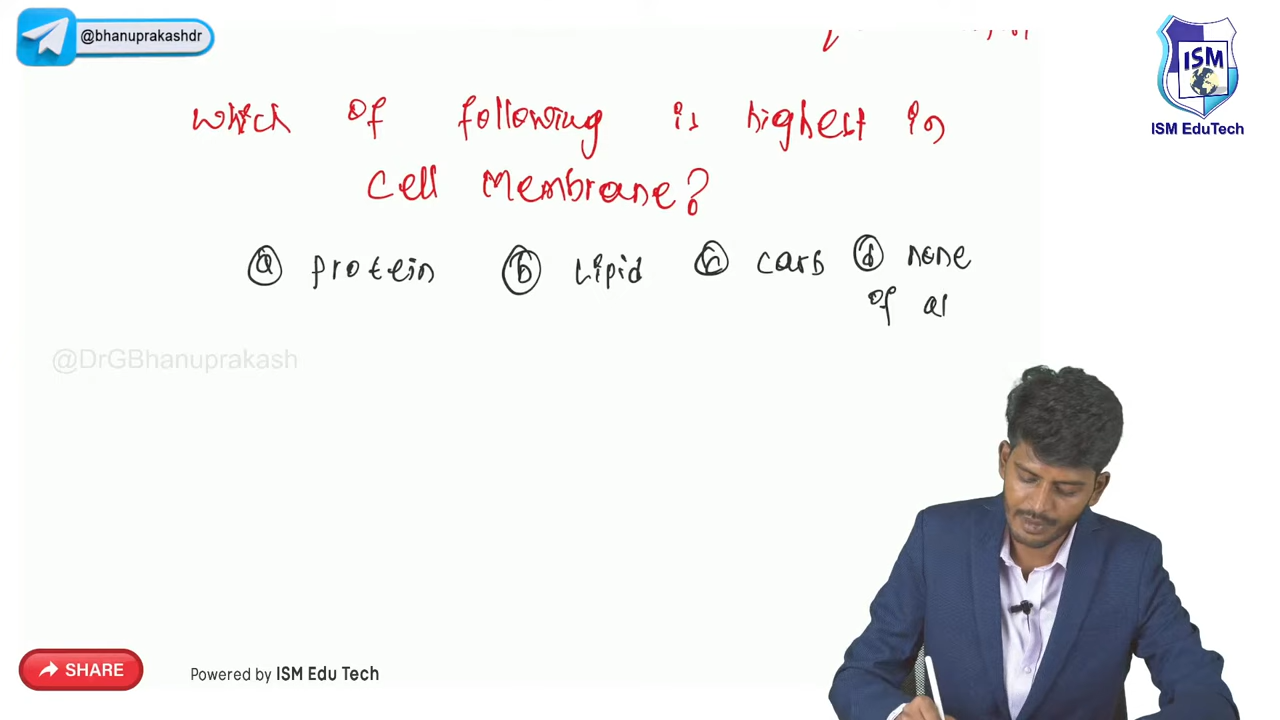 @bhanuprakashdr
ISM
ISM EduTech
which of following is highest in
cell Membrane?
a protein b Lipid c carb d none
of al
@DrGBhanuprakash
SHARE
Powered by ISM Edu Tech